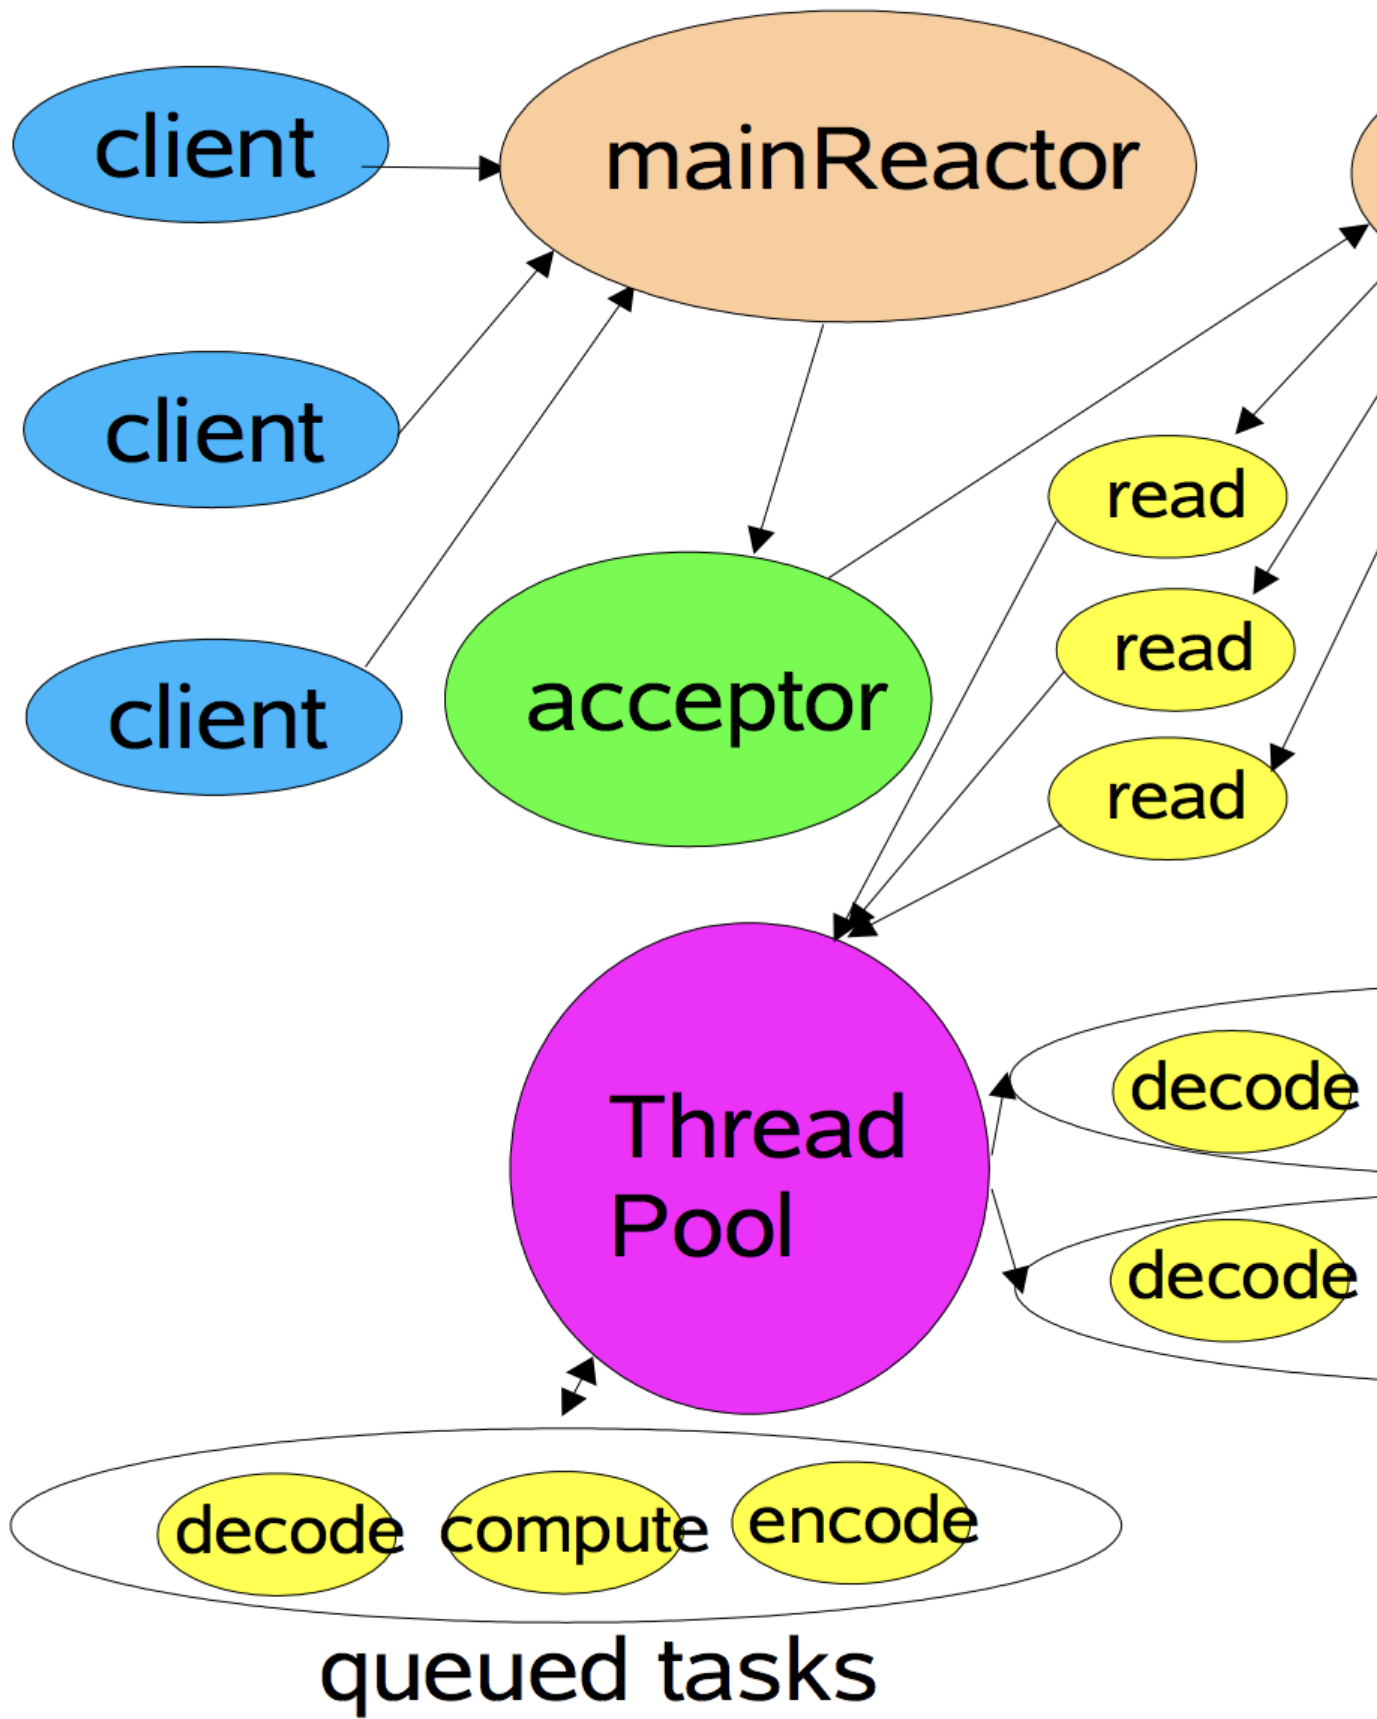 client
mainReactor
client
read
read
client
acceptor
read
Thread
Pool
decode
decode
decode
compute
encode
queued tasks